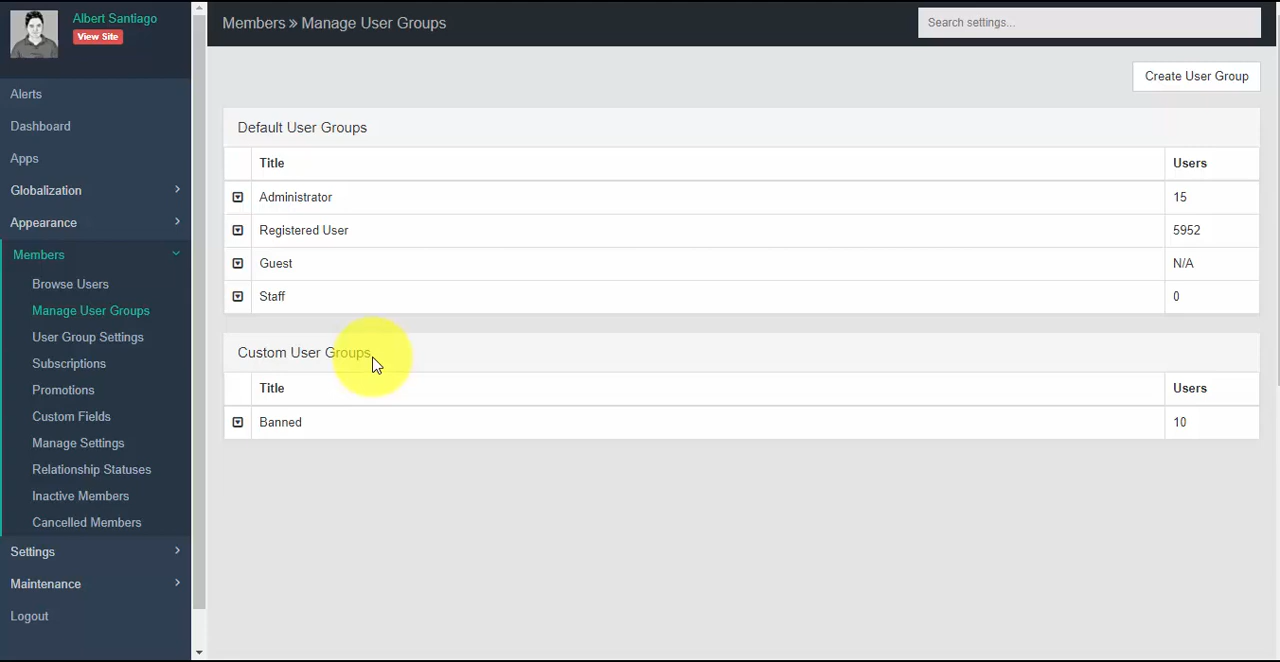 Albert Santiago
View Site
Alerts
Dashboard
Apps
Globalization
Appearance
Members
Browse Users
Manage User Groups
User Group Settings
Subscriptions
Promotions
Custom Fields
Manage Settings
Relationship Statuses
Inactive Members
Cancelled Members
Settings
Maintenance
Logout
Members » Manage User Groups
Search settings...
Create User Group
Default User Groups
Title Users
Administrator 15
Registered User 5952
Guest N/A
Staff 0
Custom User Groups
Title Users
Banned 10